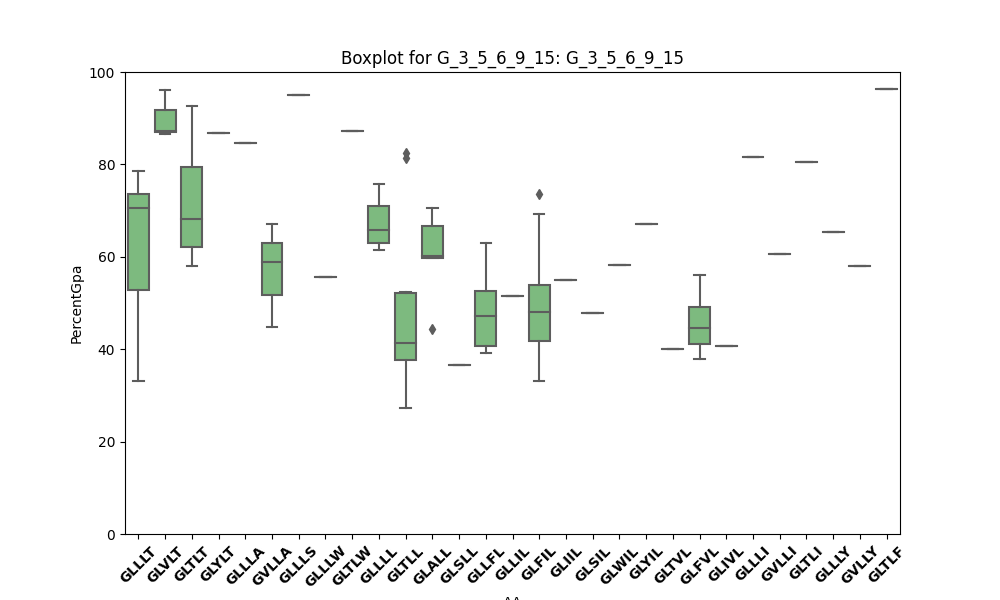 Boxplot for G_3_5_6_9_15: G_3_5_6_9_15
100
80
60
40
20
0
PercentGpa
GLLLT GLVLT GLTLT GLYLT GLLLA GVLLA GLLLS GLLLW GLTLW GLLLL GLTLL GLALL GLSLL GLLFL GLLIL GLFIL GLIIL GLSIL GLWIL GLYIL GLTVL GLFVL GLIVL GLLLI GVLLI GLTLI GLLLY GVLLY GLTLF